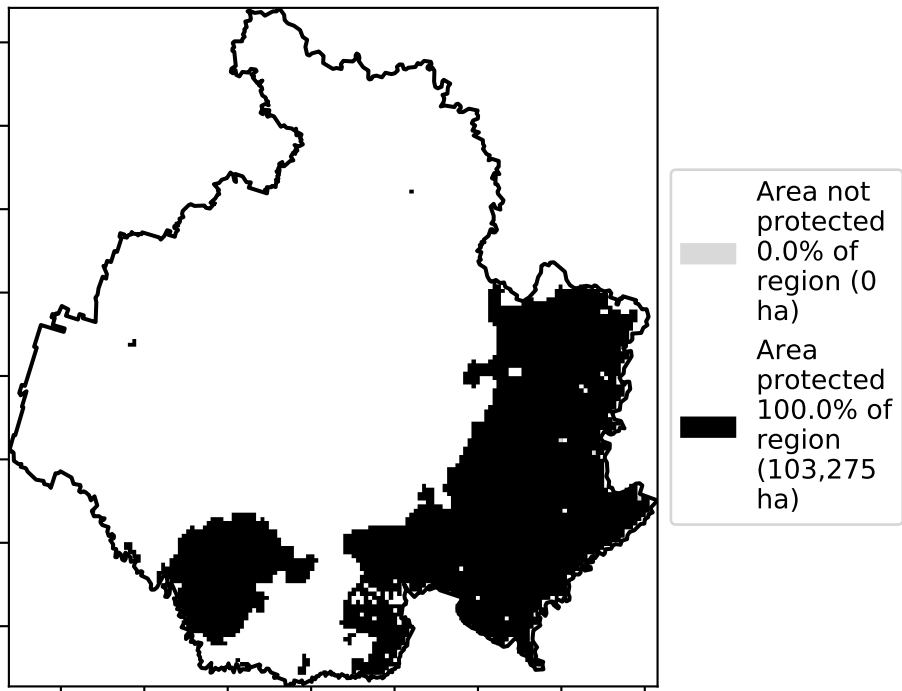 Area not
protected
0.0% of
region (0
ha)
Area
protected
100.0% of
region
(103,275
ha)